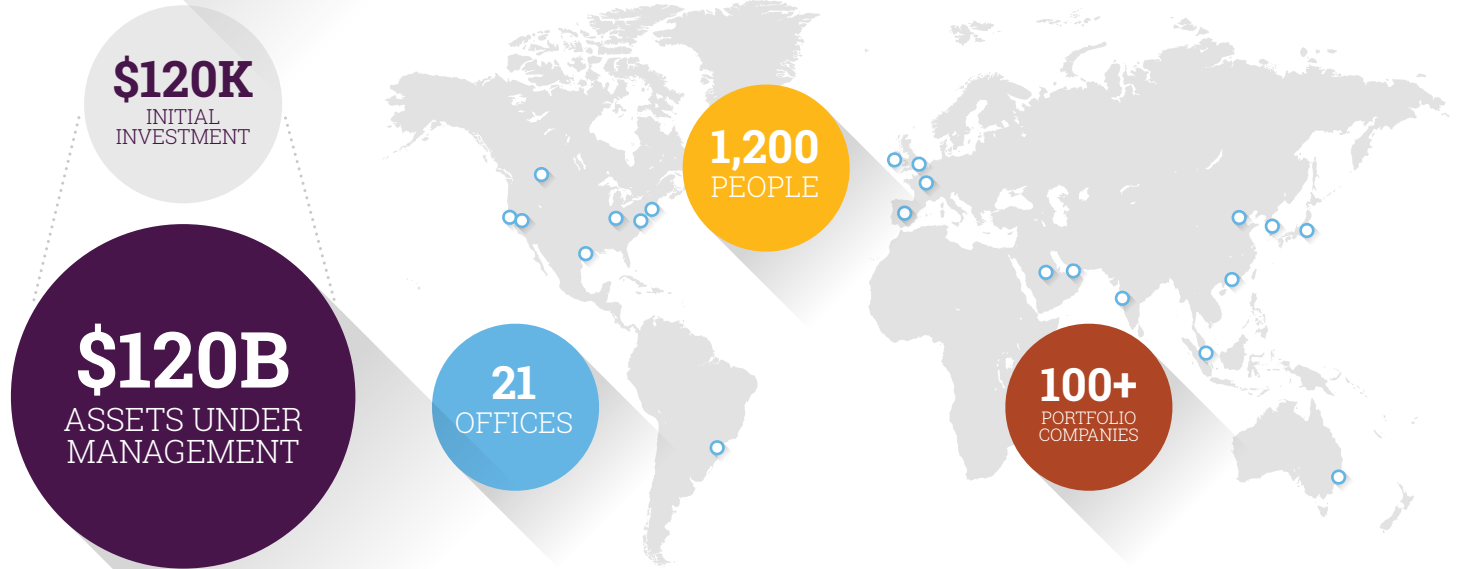 $120K
INITIAL
INVESTMENT
$120B
ASSETS UNDER
MANAGEMENT
21
OFFICES
1,200
PEOPLE
100+
PORTFOLIO
COMPANIES